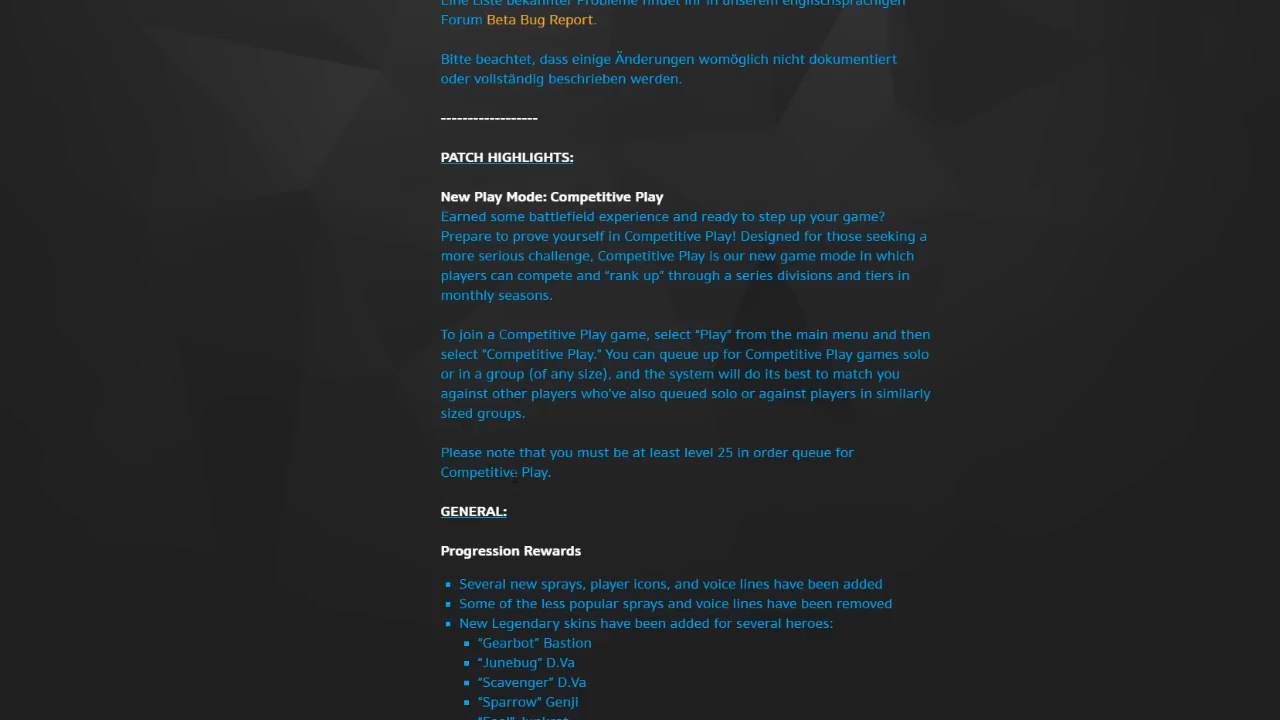 Eine Liste bekannter Probleme findet ihr in unserem englischsprachigen
Forum Beta Bug Report.
Bitte beachtet, dass einige Änderungen womöglich nicht dokumentiert
oder vollständig beschrieben werden.
------------------
PATCH HIGHLIGHTS:
New Play Mode: Competitive Play
Earned some battlefield experience and ready to step up your game?
Prepare to prove yourself in Competitive Play! Designed for those seeking a
more serious challenge, Competitive Play is our new game mode in which
players can compete and “rank up” through a series divisions and tiers in
monthly seasons.
To join a Competitive Play game, select “Play” from the main menu and then
select "Competitive Play." You can queue up for Competitive Play games solo
or in a group (of any size), and the system will do its best to match you
against other players who've also queued solo or against players in similarly
sized groups.
Please note that you must be at least level 25 in order queue for
Competitive Play.
GENERAL:
Progression Rewards
Several new sprays, player icons, and voice lines have been added
Some of the less popular sprays and voice lines have been removed
New Legendary skins have been added for several heroes:
“Gearbot” Bastion
“Junebug” D.Va
“Scavenger” D.Va
“Sparrow” Genji